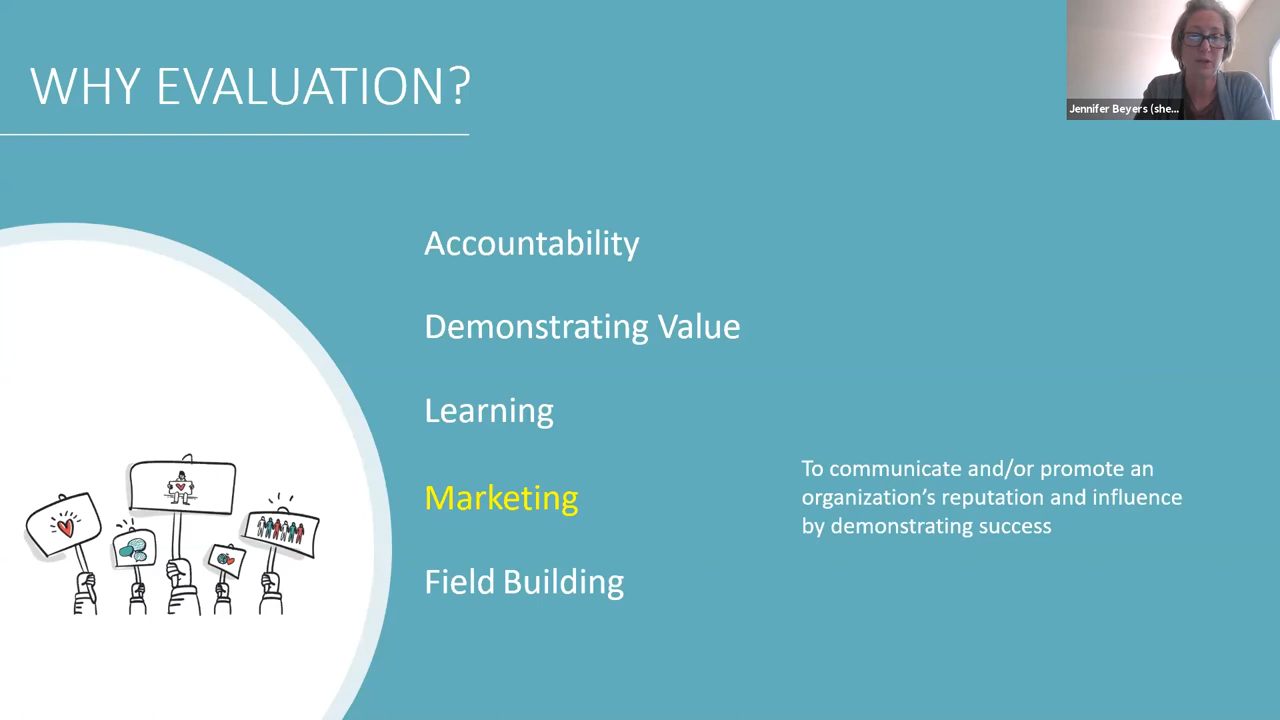 WHY EVALUATION?
Jennifer Beyers (she...
Accountability
Demonstrating Value
Learning
Marketing
To communicate and/or promote an
organization's reputation and influence
by demonstrating success
Field Building